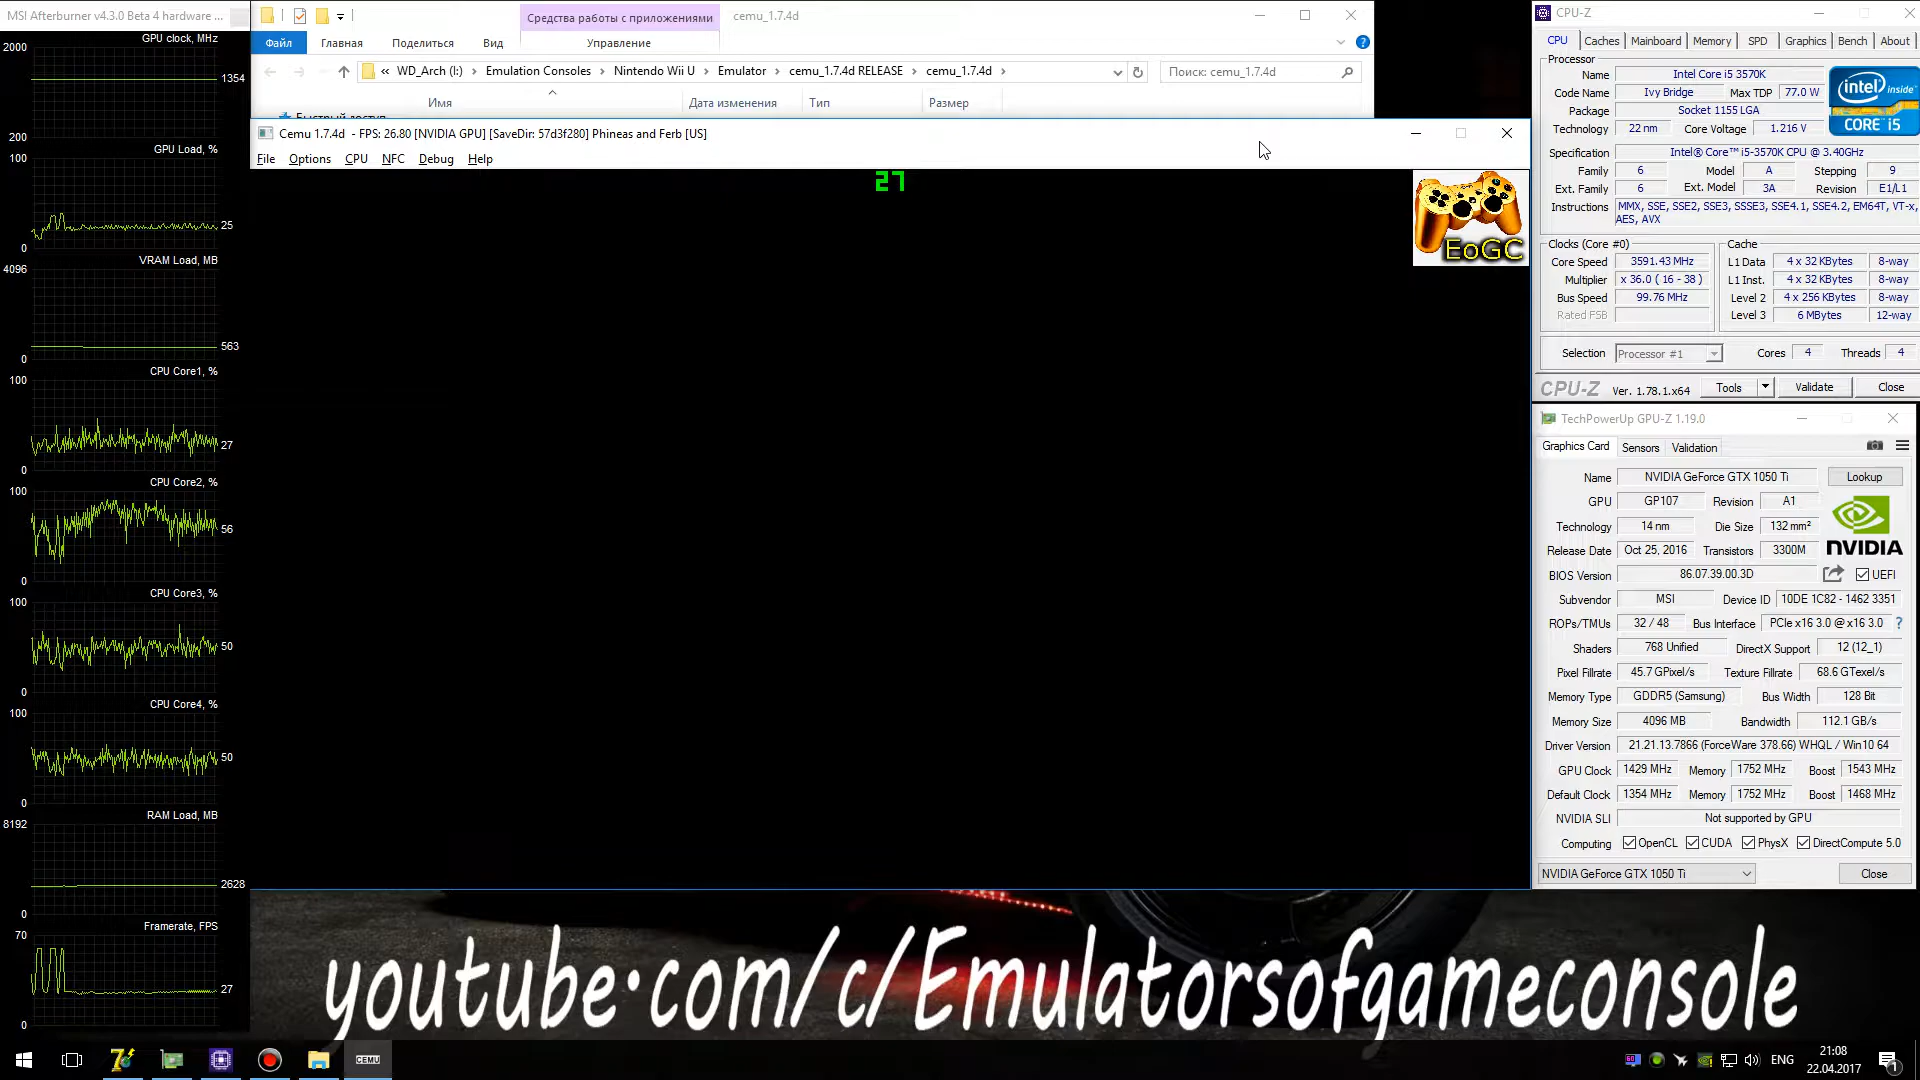 MSI Afterburner v4.3.0 Beta 4 hardware ...
GPU clock, MHz
2000
1354
200
GPU Load, %
100
25
0
VRAM Load, MB
4096
563
0
CPU Core1, %
100
27
0
CPU Core2, %
100
56
0
CPU Core3, %
100
50
0
CPU Core4, %
100
50
0
RAM Load, MB
8192
2628
0
Framerate, FPS
70
27
0
Средства работы с приложениями
cemu_1.7.4d
Файл Главная Поделиться Вид Управление
« WD_Arch (I:) Emulation Consoles Nintendo Wii U Emulator cemu_1.7.4d RELEASE cemu_1.7.4d
Поиск: cemu_1.7.4d
Имя Дата изменения Тип Размер
Быстрый доступ
Cemu 1.7.4d - FPS: 26.80 [NVIDIA GPU] [SaveDir: 57d3f280] Phineas and Ferb [US]
File Options CPU NFC Debug Help
27
EoGC
CPU-Z
CPU Caches Mainboard Memory SPD Graphics Bench About
Processor
Name Intel Core i5 3570K
Code Name Ivy Bridge Max TDP 77.0 W
Package Socket 1155 LGA
Technology 22 nm Core Voltage 1.216 V
intel inside™
CORE i5
Specification Intel® Core™ i5-3570K CPU @ 3.40GHz
Family 6 Model A Stepping 9
Ext. Family 6 Ext. Model 3A Revision E1/L1
Instructions MMX, SSE, SSE2, SSE3, SSSE3, SSE4.1, SSE4.2, EM64T, VT-x,
AES, AVX
Clocks (Core #0)
Core Speed 3591.43 MHz
Multiplier x 36.0 ( 16 - 38 )
Bus Speed 99.76 MHz
Rated FSB
Cache
L1 Data 4 x 32 KBytes 8-way
L1 Inst. 4 x 32 KBytes 8-way
Level 2 4 x 256 KBytes 8-way
Level 3 6 MBytes 12-way
Selection Processor #1 Cores 4 Threads 4
CPU-Z Ver. 1.78.1.x64 Tools Validate Close
TechPowerUp GPU-Z 1.19.0
Graphics Card Sensors Validation
Name NVIDIA GeForce GTX 1050 Ti Lookup
GPU GP107 Revision A1
Technology 14 nm Die Size 132 mm²
Release Date Oct 25, 2016 Transistors 3300M
NVIDIA
BIOS Version 86.07.39.00.3D UEFI
Subvendor MSI Device ID 10DE 1C82 - 1462 3351
ROPs/TMUs 32 / 48 Bus Interface PCIe x16 3.0 @ x16 3.0 ?
Shaders 768 Unified DirectX Support 12 (12_1)
Pixel Fillrate 45.7 GPixel/s Texture Fillrate 68.6 GTexel/s
Memory Type GDDR5 (Samsung) Bus Width 128 Bit
Memory Size 4096 MB Bandwidth 112.1 GB/s
Driver Version 21.21.13.7866 (ForceWare 378.66) WHQL / Win10 64
GPU Clock 1429 MHz Memory 1752 MHz Boost 1543 MHz
Default Clock 1354 MHz Memory 1752 MHz Boost 1468 MHz
NVIDIA SLI Not supported by GPU
Computing OpenCL CUDA PhysX DirectCompute 5.0
NVIDIA GeForce GTX 1050 Ti Close
youtube.com/c/Emulatorsofgameconsole
CEMU
60
ENG
21:08
22.04.2017
1